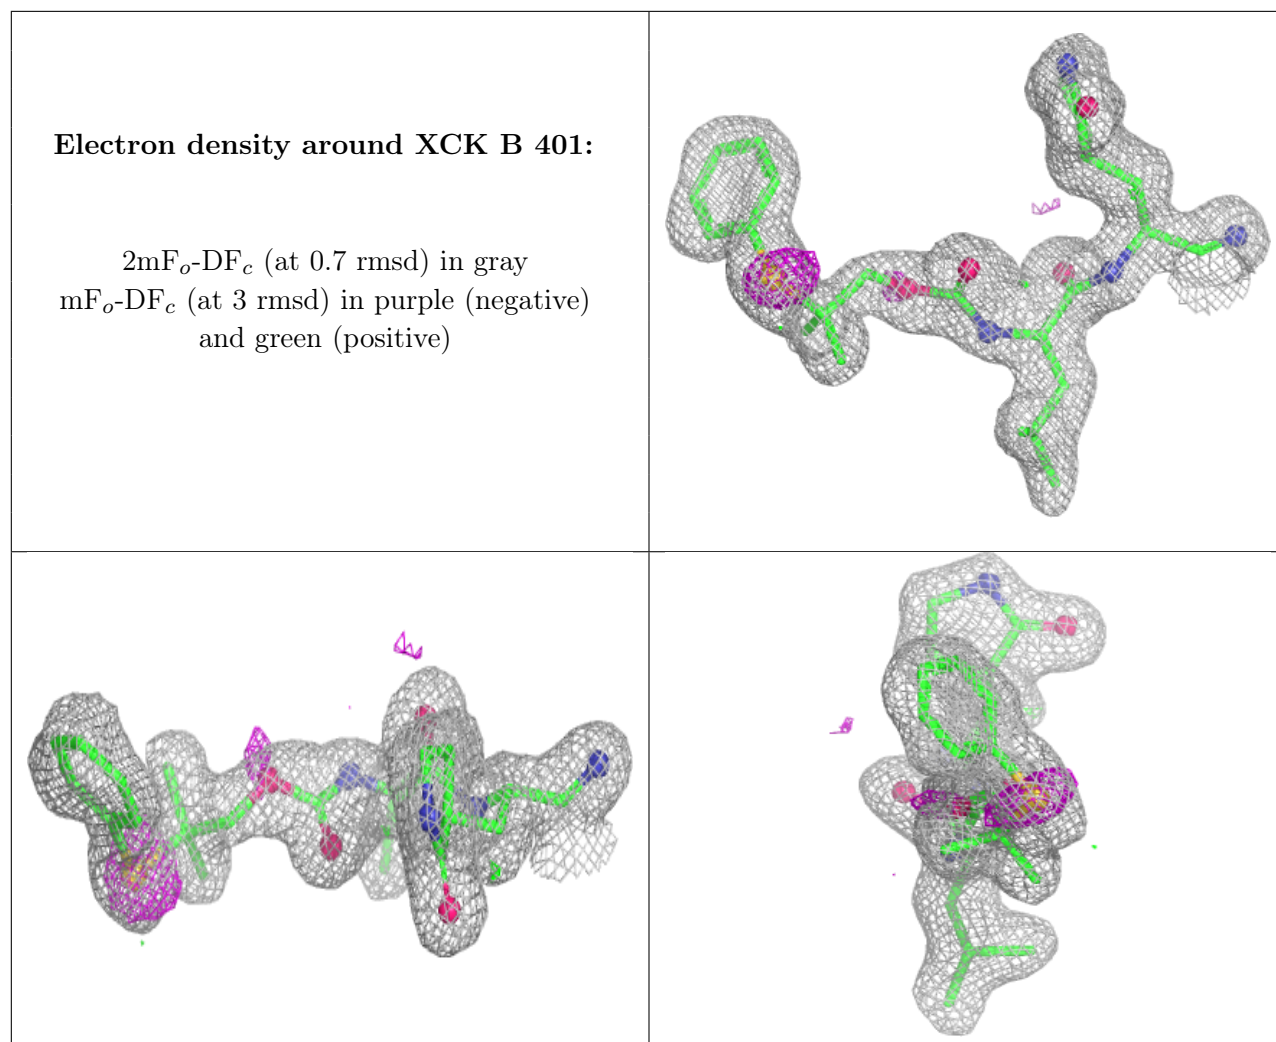 Electron density around XCK B 401:
2mFₒ-DF𝒸 (at 0.7 rmsd) in gray
mFₒ-DF𝒸 (at 3 rmsd) in purple (negative)
and green (positive)